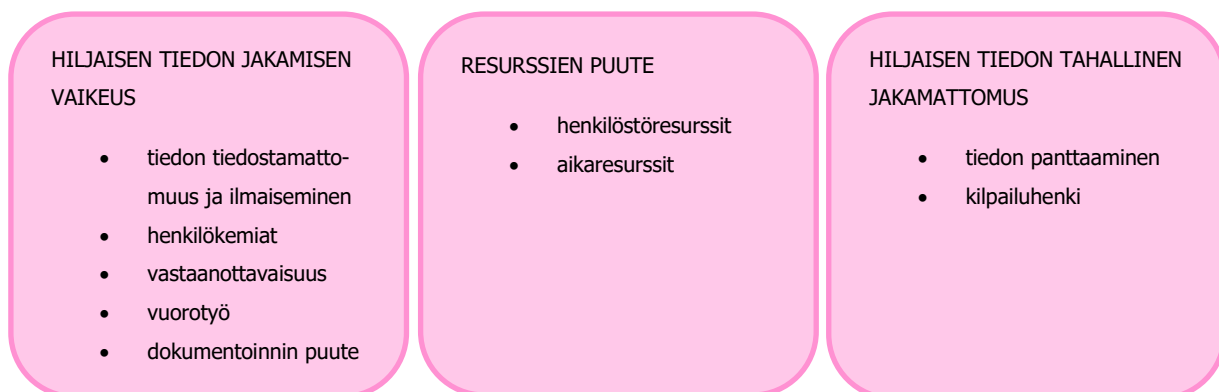 HILJAISEN TIEDON JAKAMISEN
VAIKEUS
• tiedon tiedostamatto-
muus ja ilmaiseminen
• henkilökemiat
• vastaanottavaisuus
• vuorotyö
• dokumentoinnin puute
RESURSSIEN PUUTE
• henkilöstöresurssit
• aikaresurssit
HILJAISEN TIEDON TAHALLINEN
JAKAMATTOMUS
• tiedon panttaaminen
• kilpailuhenki